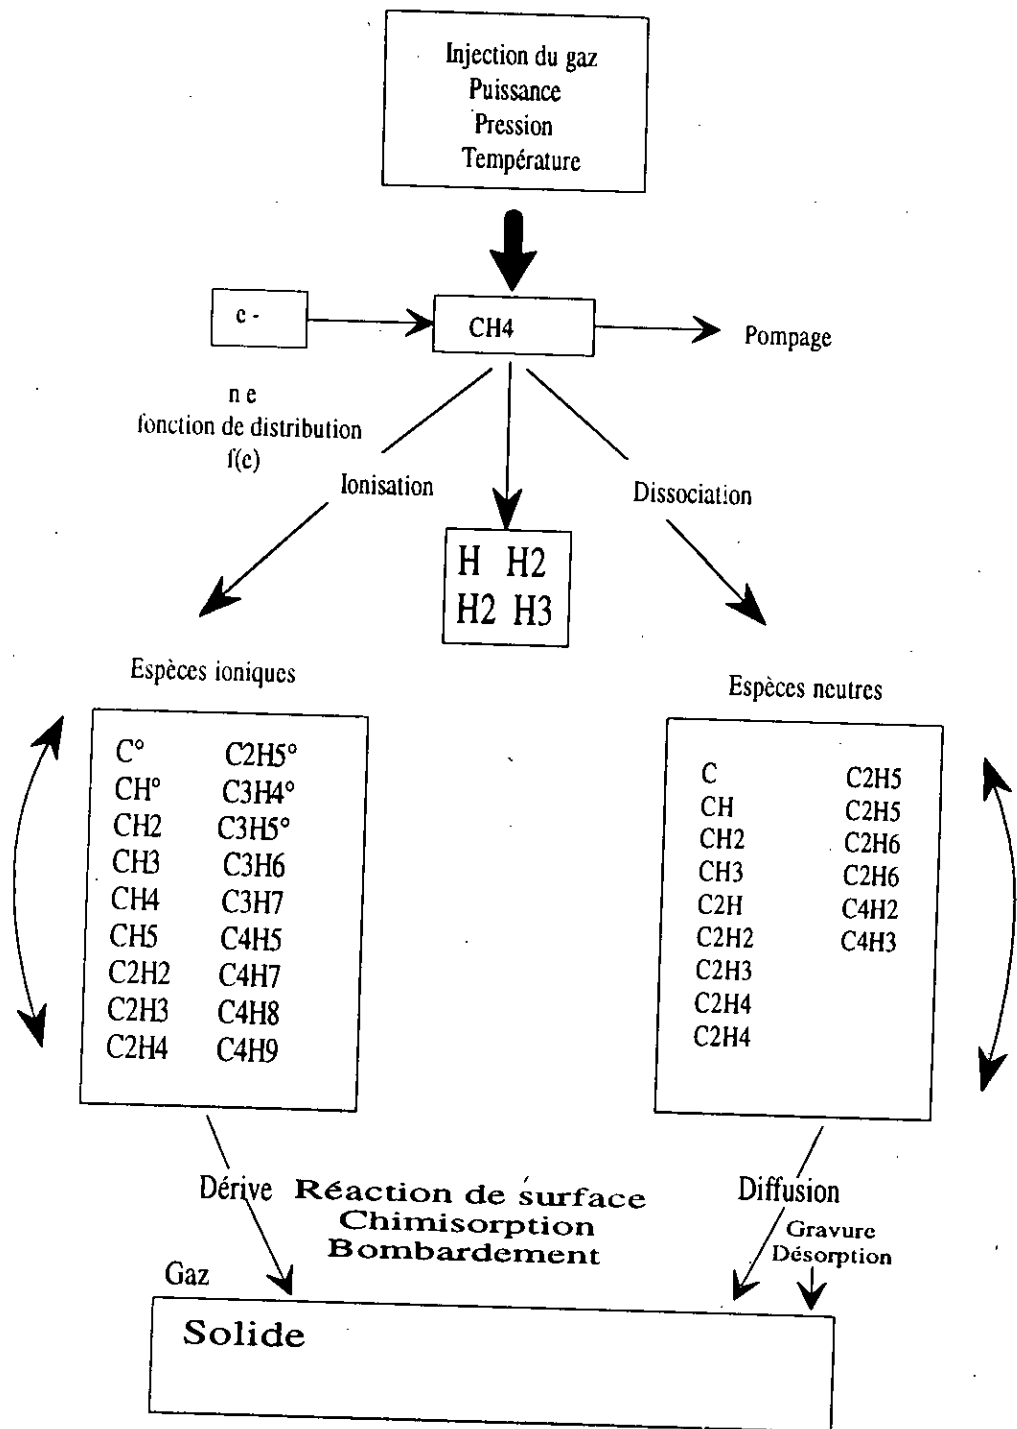 Injection du gaz
Puissance
Pression
Température
e -
CH4
Pompage
n e
fonction de distribution
f(e)
Ionisation
Dissociation
H H2
H2 H3
Espèces ioniques
Espèces neutres
C° C2H5°
CH° C3H4°
CH2 C3H5°
CH3 C3H6
CH4 C3H7
CH5 C4H5
C2H2 C4H7
C2H3 C4H8
C2H4 C4H9
C C2H5
CH C2H5
CH2 C2H6
CH3 C2H6
C2H C4H2
C2H2 C4H3
C2H3
C2H4
C2H4
Dérive
Réaction de surface
Chimisorption
Bombardement
Diffusion
Gravure
Désorption
Gaz
Solide